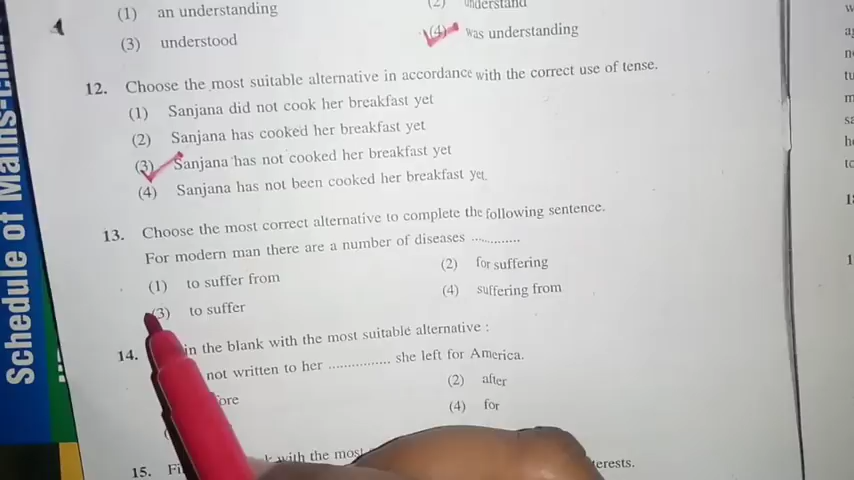 (1) an understanding
(2) understand
(3) understood
(4) was understanding
12. Choose the most suitable alternative in accordance with the correct use of tense.
(1) Sanjana did not cook her breakfast yet
(2) Sanjana has cooked her breakfast yet
(3) Sanjana has not cooked her breakfast yet
(4) Sanjana has not been cooked her breakfast yet.
13. Choose the most correct alternative to complete the following sentence.
For modern man there are a number of diseases .............
(1) to suffer from
(2) for suffering
(3) to suffer
(4) suffering from
14. in the blank with the most suitable alternative :
not written to her ................ she left for America.
(2) after
(4) for
15. with the most
Schedule of Mains-